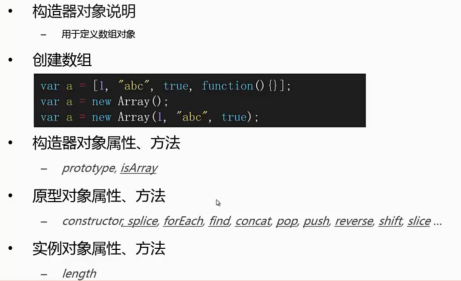 • 构造器对象说明
– 用于定义数组对象
• 创建数组
var a = [1, "abc", true, function(){}];
var a = new Array();
var a = new Array(1, "abc", true);
• 构造器对象属性、方法
– prototype, isArray
• 原型对象属性、方法
– constructor, splice, forEach, find, concat, pop, push, reverse, shift, slice ...
• 实例对象属性、方法
– length